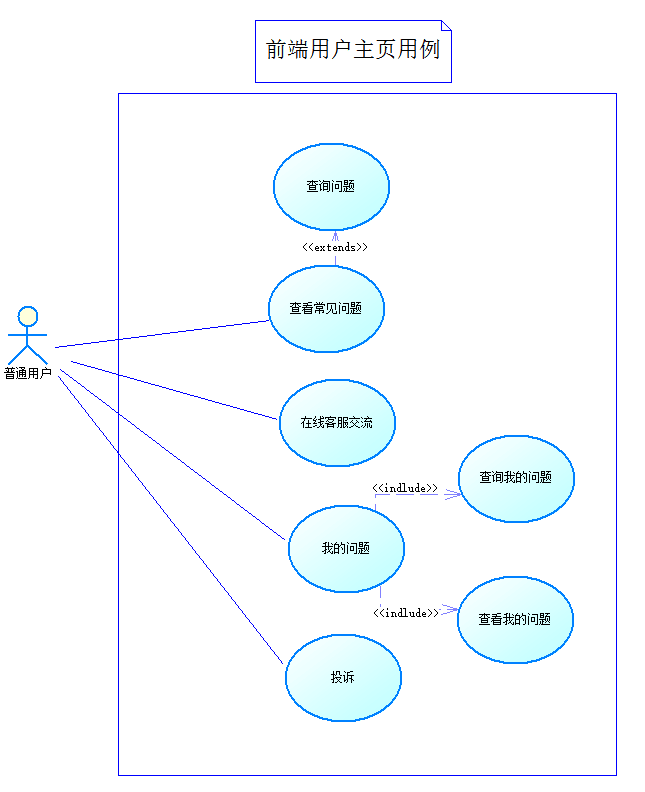 前端用户主页用例
查询问题
<<extends>>
查看常见问题
普通用户
在线客服交流
查询我的问题
<<indlude>>
我的问题
<<indlude>>
查看我的问题
投诉